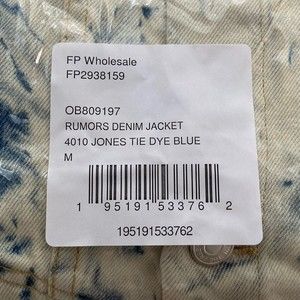 FP Wholesale
FP2938159
OB809197
RUMORS DENIM JACKET
4010 JONES TIE DYE BLUE
M
1 95191 53376 2
195191533762